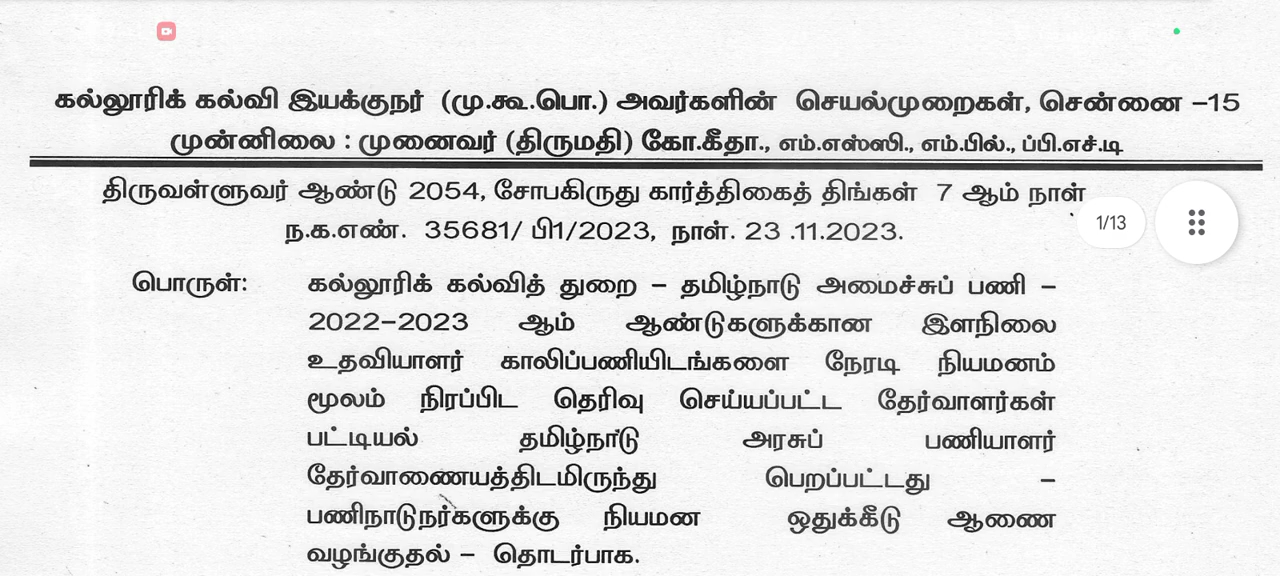 கல்லூரிக் கல்வி இயக்குநர் (மு.கூ.பொ.) அவர்களின் செயல்முறைகள், சென்னை –15
முன்னிலை : முனைவர் (திருமதி) கோ.கீதா., எம்.எஸ்ஸி., எம்.பில்., ப்பி.எச்.டி
திருவள்ளுவர் ஆண்டு 2054, சோபகிருது கார்த்திகைத் திங்கள் 7 ஆம் நாள்
ந.க.எண். 35681/ பி1/2023, நாள். 23 .11.2023.
1/13
பொருள்: கல்லூரிக் கல்வித் துறை – தமிழ்நாடு அமைச்சுப் பணி –
2022–2023 ஆம் ஆண்டுகளுக்கான இளநிலை
உதவியாளர் காலிப்பணியிடங்களை நேரடி நியமனம்
மூலம் நிரப்பிட தெரிவு செய்யப்பட்ட தேர்வாளர்கள்
பட்டியல் தமிழ்நாடு அரசுப் பணியாளர்
தேர்வாணையத்திடமிருந்து பெறப்பட்டது –
பணிநாடுநர்களுக்கு நியமன ஒதுக்கீடு ஆணை
வழங்குதல் – தொடர்பாக.